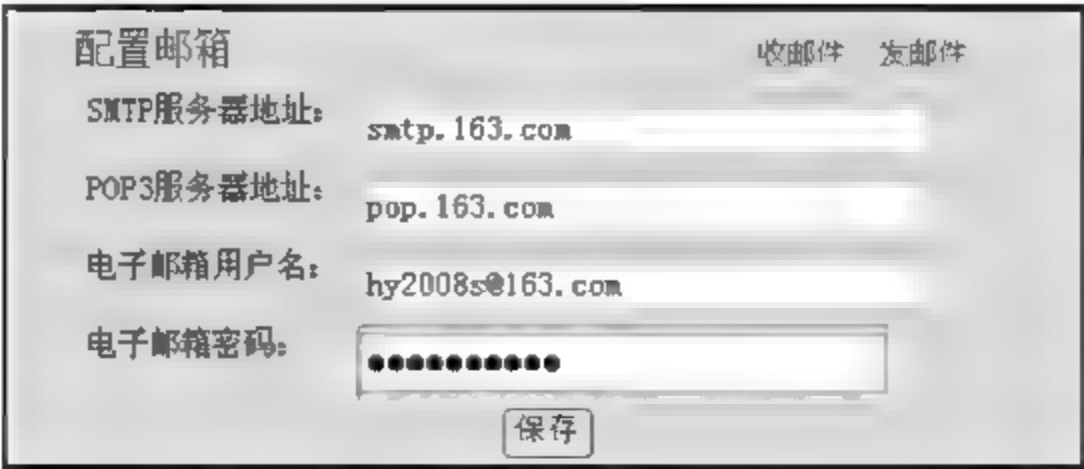 配置邮箱 收邮件 发邮件
SMTP服务器地址: smtp.163.com
POP3服务器地址: pop.163.com
电子邮箱用户名: hy2008s@163.com
电子邮箱密码: ●●●●●●●●●●
保存